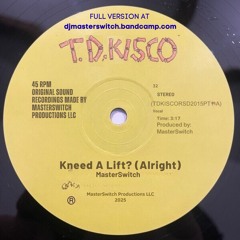 FULL VERSION AT
djmasterswitch.bandcamp.com
T.D.KISCO
45 RPM
ORIGINAL SOUND
RECORDINGS MADE BY
MASTERSWITCH
PRODUCTIONS LLC
STEREO
Time: 5:17
Produced by:
MasterSwitch
Kneed A Lift? (Alright)
MasterSwitch
MasterSwitch Productions LLC
2025